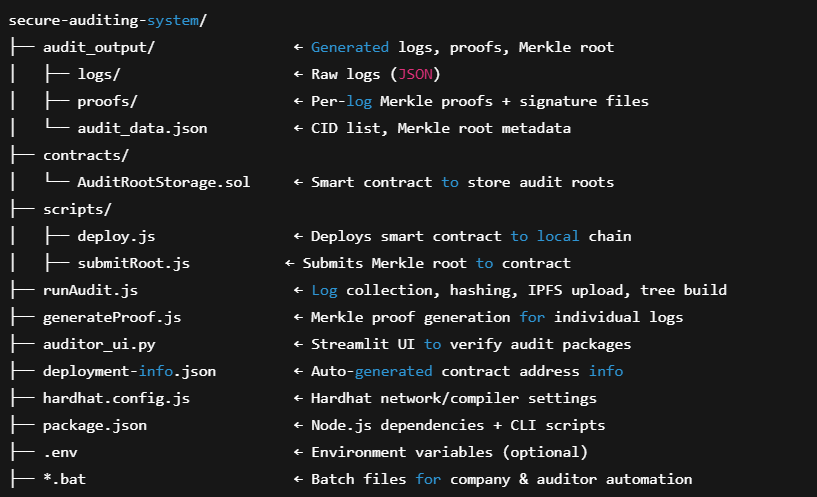 secure-auditing-system/
├── audit_output/                 ← Generated logs, proofs, Merkle root
│   ├── logs/                     ← Raw logs (JSON)
│   ├── proofs/                   ← Per-log Merkle proofs + signature files
│   └── audit_data.json           ← CID list, Merkle root metadata
├── contracts/
│   └── AuditRootStorage.sol      ← Smart contract to store audit roots
├── scripts/
│   ├── deploy.js                 ← Deploys smart contract to local chain
│   ├── submitRoot.js            ← Submits Merkle root to contract
├── runAudit.js                   ← Log collection, hashing, IPFS upload, tree build
├── generateProof.js              ← Merkle proof generation for individual logs
├── auditor_ui.py                 ← Streamlit UI to verify audit packages
├── deployment-info.json          ← Auto-generated contract address info
├── hardhat.config.js             ← Hardhat network/compiler settings
├── package.json                  ← Node.js dependencies + CLI scripts
├── .env                          ← Environment variables (optional)
├── *.bat                         ← Batch files for company & auditor automation